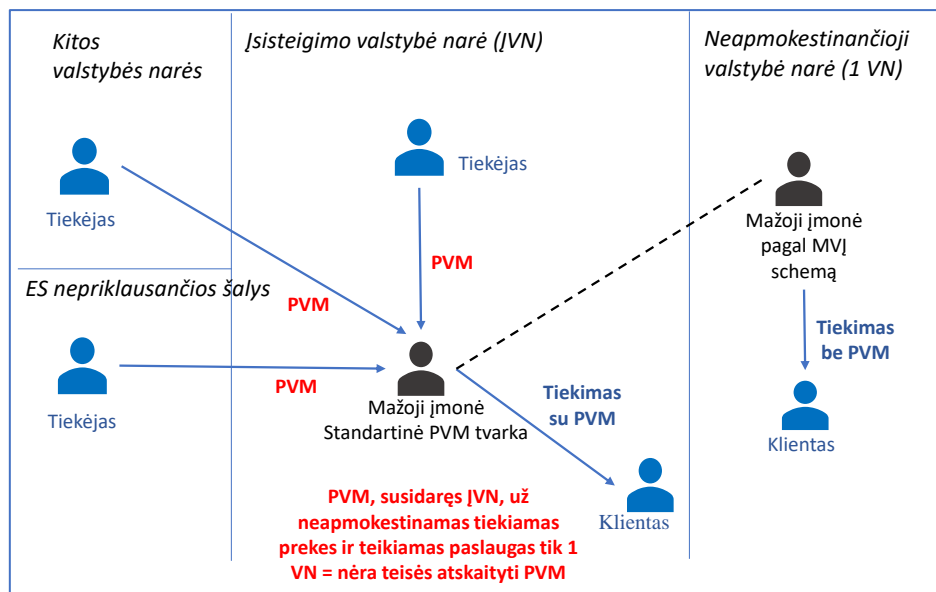 Kitos
valstybės narės
Įsisteigimo valstybė narė (ĮVN)
Neapmokestinančioji
valstybė narė (1 VN)
Tiekėjas
Tiekėjas
PVM
ES nepriklausančios šalys
PVM
Tiekėjas
PVM
Mažoji įmonė
Standartinė PVM tvarka
Tiekimas
su PVM
Klientas
PVM, susidaręs ĮVN, už
neapmokestinamas tiekiamas
prekes ir teikiamas paslaugas tik 1
VN = nėra teisės atskaityti PVM
Mažoji įmonė
pagal MVĮ
schemą
Tiekimas
be PVM
Klientas